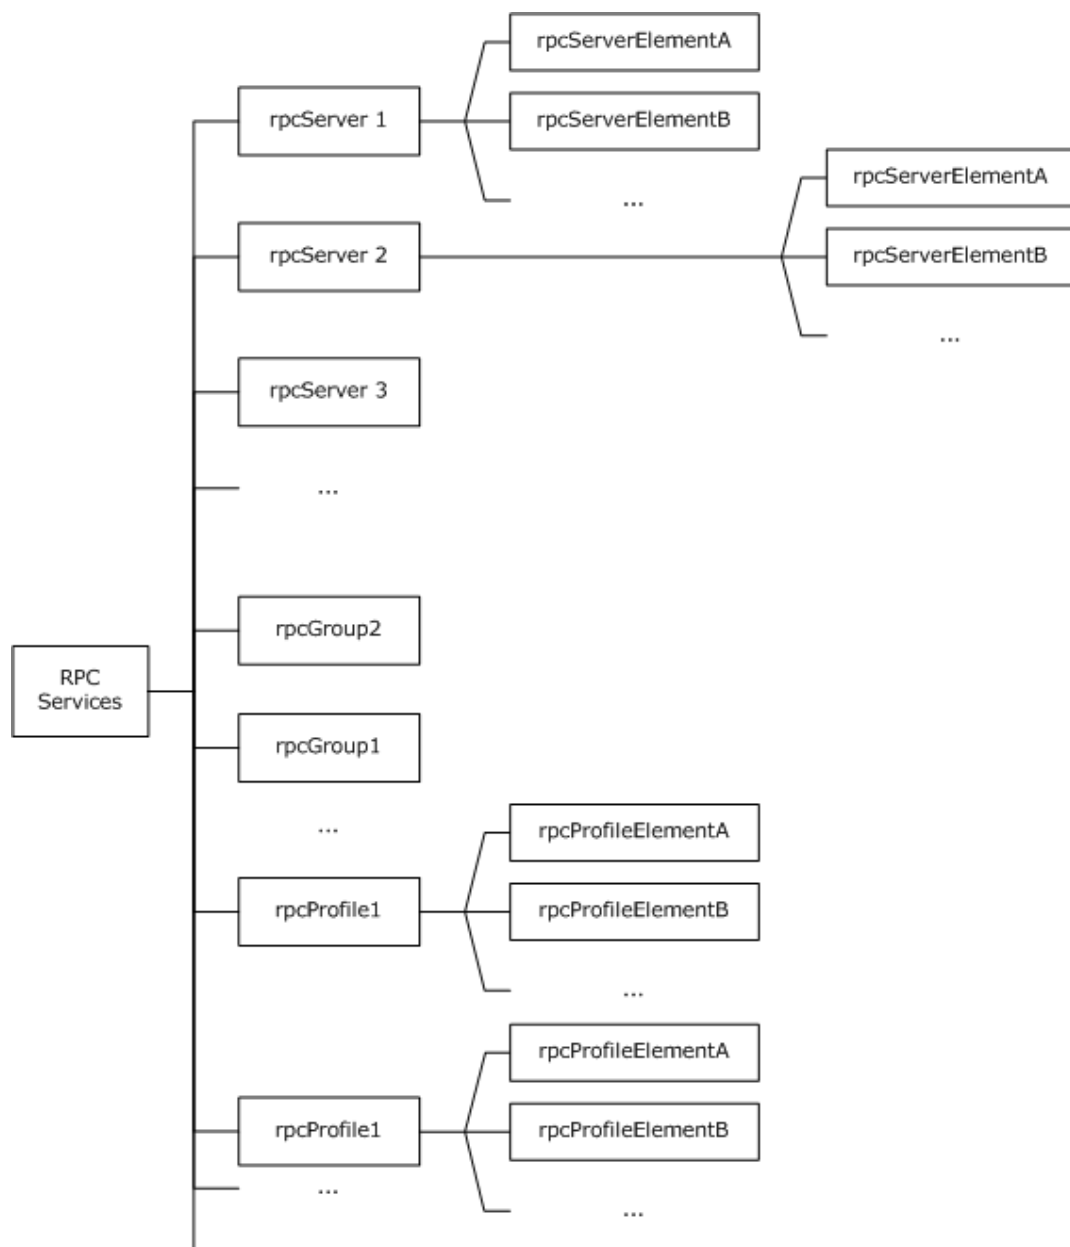 rpcServerElementA
rpcServer 1
rpcServerElementB
...
rpcServerElementA
rpcServer 2
rpcServerElementB
...
rpcServer 3
...
rpcGroup2
RPC
Services
rpcGroup1
...
rpcProfileElementA
rpcProfile1
rpcProfileElementB
...
rpcProfileElementA
rpcProfile1
rpcProfileElementB
...
...